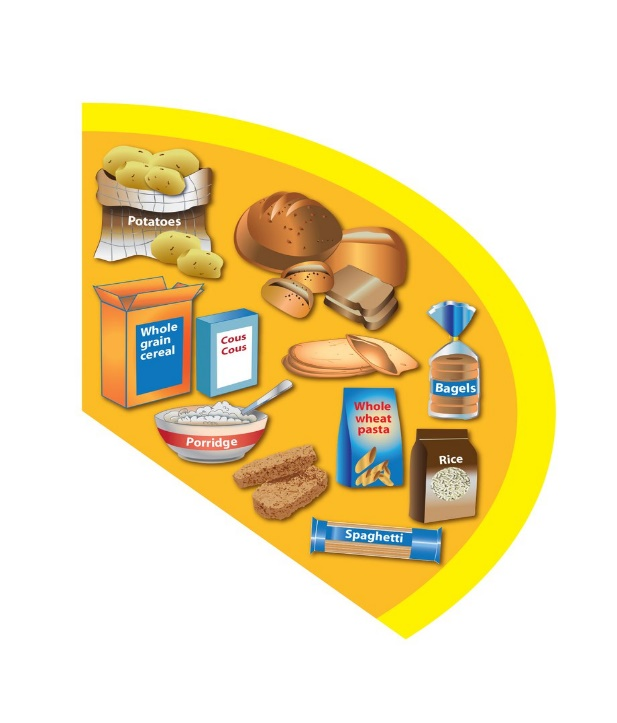 Potatoes
Whole
grain
cereal
Cous
Cous
Bagels
Porridge
Whole
wheat
pasta
Rice
Spaghetti